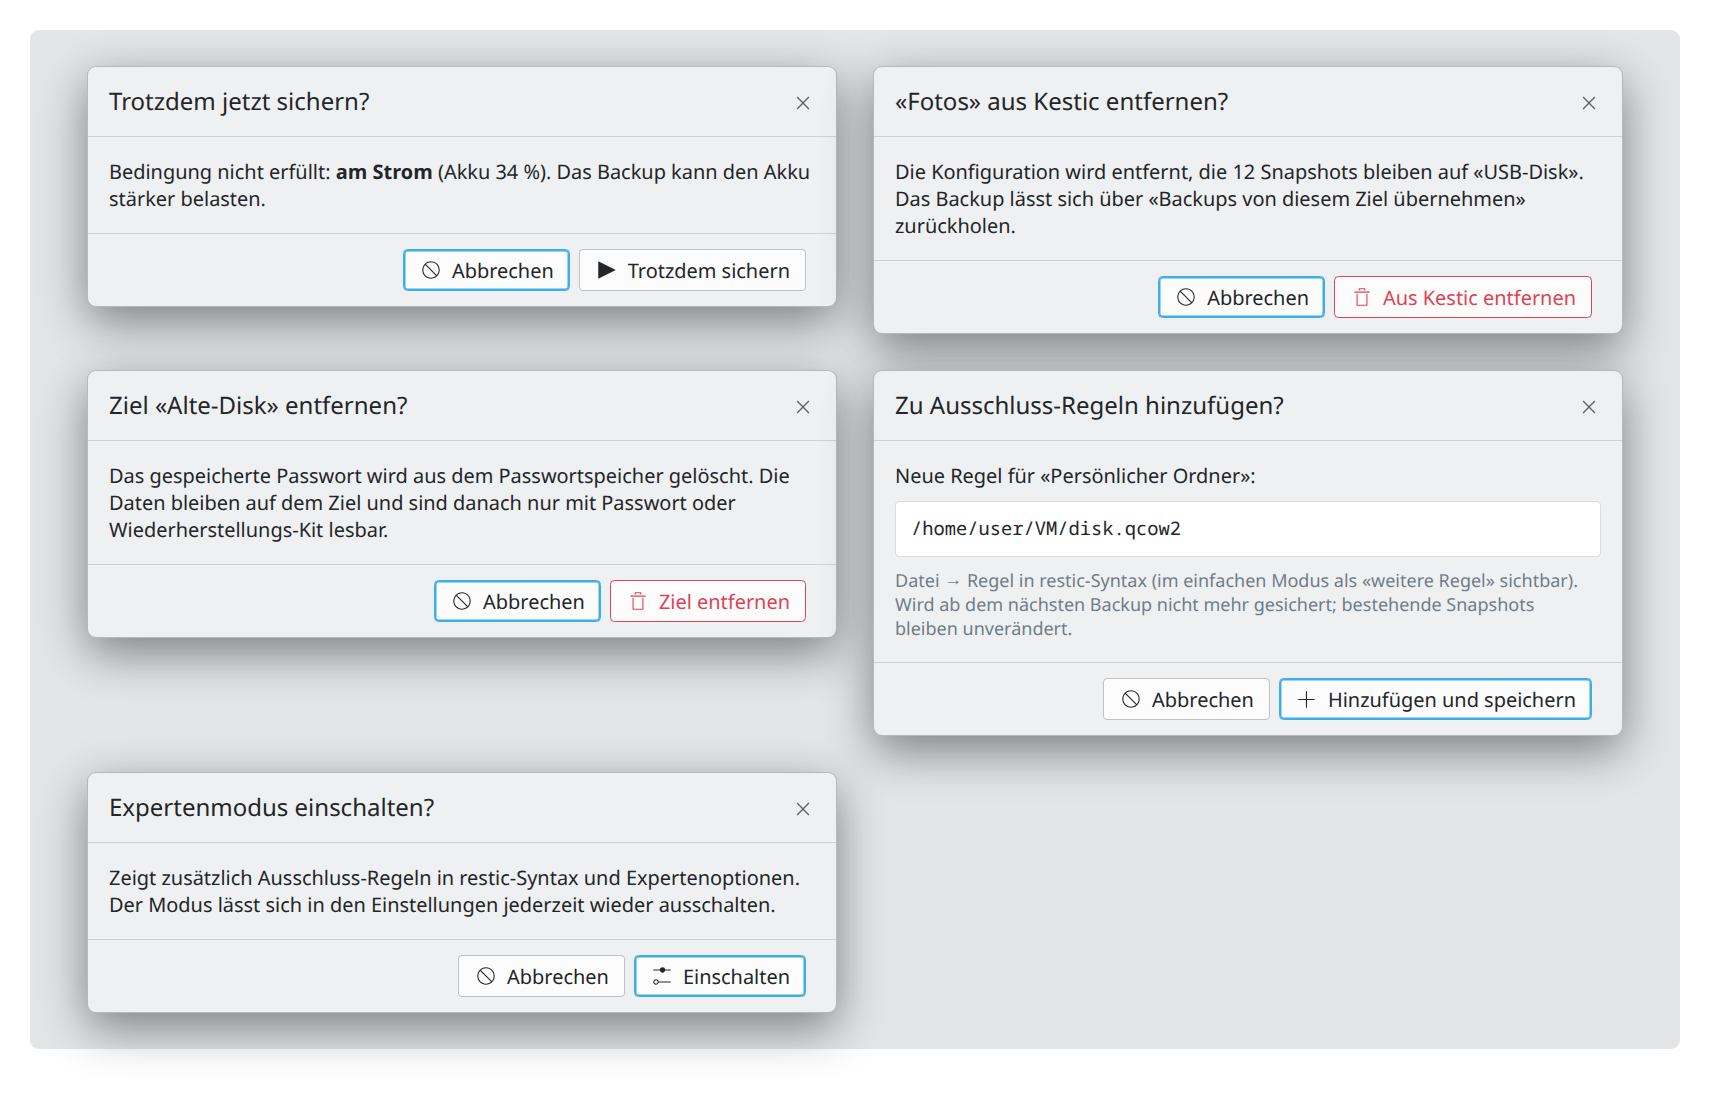 Trotzdem jetzt sichern?
Bedingung nicht erfüllt: am Strom (Akku 34 %). Das Backup kann den Akku
stärker belasten.
Abbrechen
Trotzdem sichern
«Fotos» aus Kestic entfernen?
Die Konfiguration wird entfernt, die 12 Snapshots bleiben auf «USB-Disk».
Das Backup lässt sich über «Backups von diesem Ziel übernehmen»
zurückholen.
Abbrechen
Aus Kestic entfernen
Ziel «Alte-Disk» entfernen?
Das gespeicherte Passwort wird aus dem Passwortspeicher gelöscht. Die
Daten bleiben auf dem Ziel und sind danach nur mit Passwort oder
Wiederherstellungs-Kit lesbar.
Abbrechen
Ziel entfernen
Zu Ausschluss-Regeln hinzufügen?
Neue Regel für «Persönlicher Ordner»:
/home/user/VM/disk.qcow2
Datei → Regel in restic-Syntax (im einfachen Modus als «weitere Regel» sichtbar).
Wird ab dem nächsten Backup nicht mehr gesichert; bestehende Snapshots
bleiben unverändert.
Abbrechen
Hinzufügen und speichern
Expertenmodus einschalten?
Zeigt zusätzlich Ausschluss-Regeln in restic-Syntax und Expertenoptionen.
Der Modus lässt sich in den Einstellungen jederzeit wieder ausschalten.
Abbrechen
Einschalten